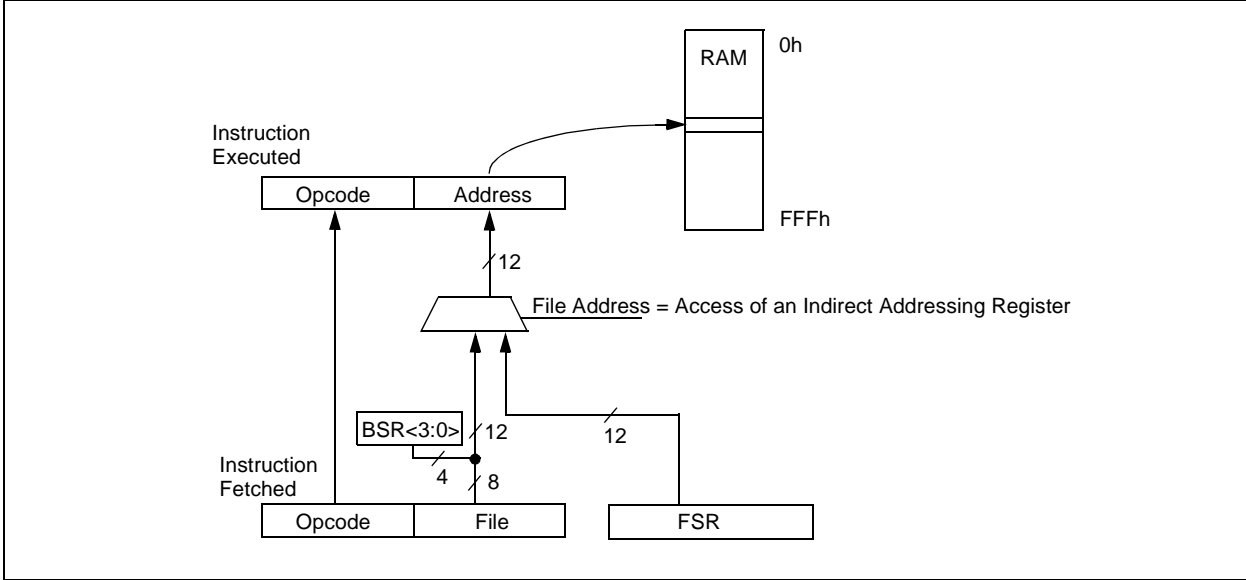 0h
RAM
Instruction
Executed
Opcode Address
FFFh
12
File Address = Access of an Indirect Addressing Register
BSR<3:0> 12 12
4
Instruction
Fetched
8
Opcode File FSR